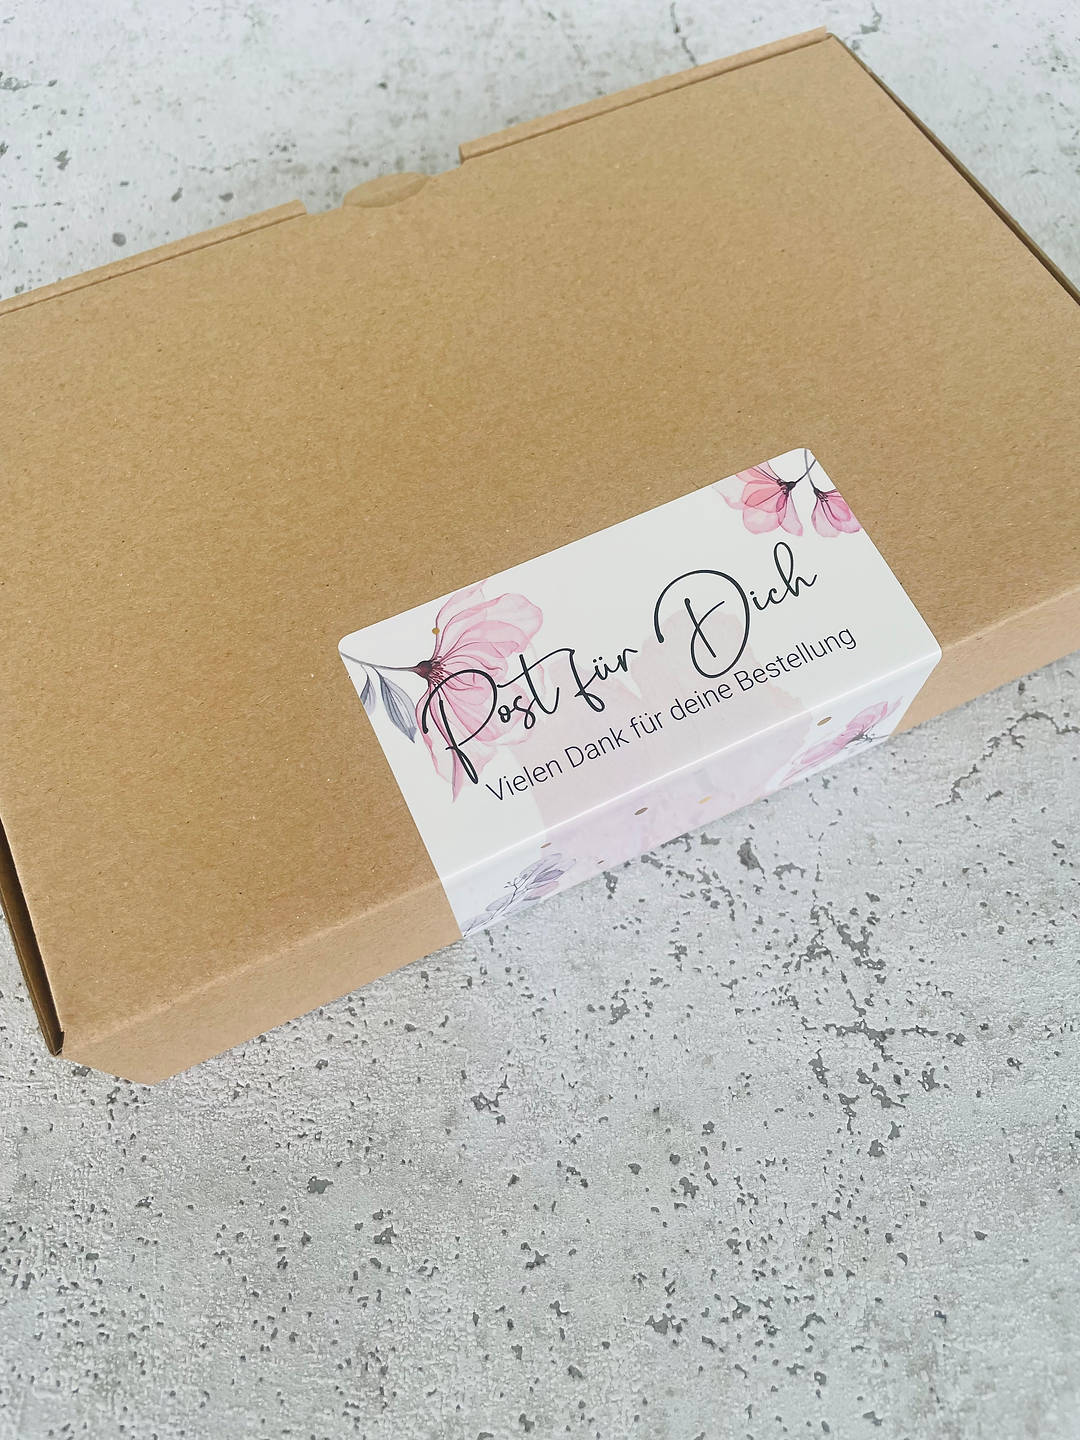 Post für Dich
Vielen Dank für deine Bestellung